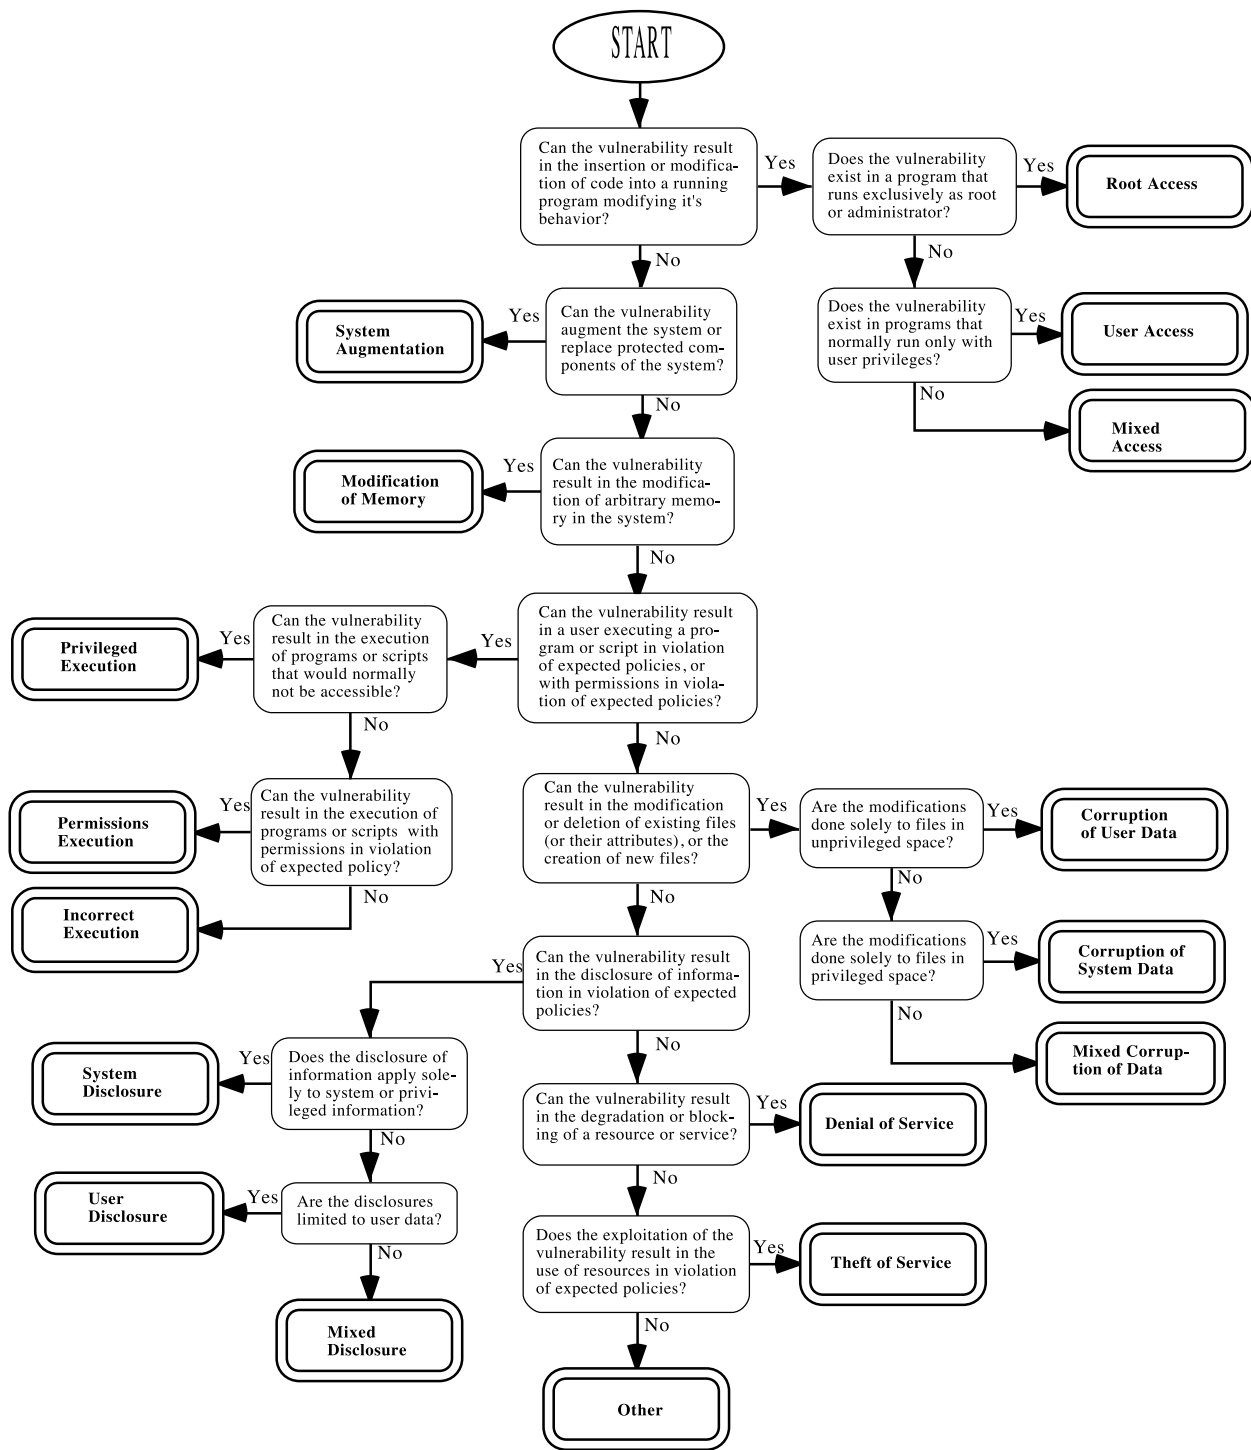 START
Can the vulnerability result
in the insertion or modifica-
tion of code into a running
program modifying it's
behavior?
Yes
Does the vulnerability
exist in a program that
runs exclusively as root
or administrator?
Yes
Root Access
No
No
System
Augmentation
Yes
Can the vulnerability
augment the system or
replace protected com-
ponents of the system?
Does the vulnerability
exist in programs that
normally run only with
user privileges?
Yes
User Access
No
No
Mixed
Access
Modification
of Memory
Yes
Can the vulnerability
result in the modification
of arbitrary memo-
ry in the system?
No
Privileged
Execution
Yes
Can the vulnerability
result in the execution
of programs or scripts
that would normally
not be accessible?
Yes
Can the vulnerability result
in a user executing a pro-
gram or script in violation
of expected policies, or
with permissions in viola-
tion of expected policies?
No
No
Permissions
Execution
Yes
Can the vulnerability
result in the execution of
programs or scripts with
permissions in violation
of expected policy?
Can the vulnerability
result in the modification
or deletion of existing files
(or their attributes), or the
creation of new files?
Yes
Are the modifications
done solely to files in
unprivileged space?
Yes
Corruption
of User Data
No
No
No
Incorrect
Execution
Yes
Can the vulnerability result
in the disclosure of informa-
tion in violation of expected
policies?
Are the modifications
done solely to files in
privileged space?
Yes
Corruption of
System Data
No
No
Mixed Corrup-
tion of Data
System
Disclosure
Yes
Does the disclosure of
information apply sole-
ly to system or privi-
leged information?
Can the vulnerability result
in the degradation or block-
ing of a resource or service?
Yes
Denial of Service
No
No
User
Disclosure
Yes
Are the disclosures
limited to user data?
Does the exploitation of the
vulnerability result in the
use of resources in violation
of expected policies?
Yes
Theft of Service
No
No
Mixed
Disclosure
Other